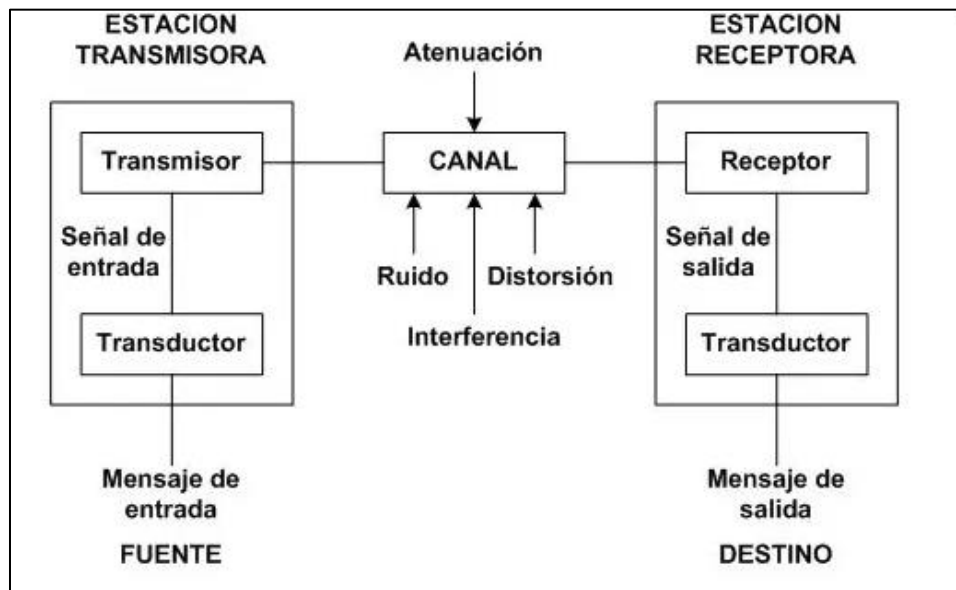 ESTACION
TRANSMISORA
Atenuación
ESTACION
RECEPTORA
Transmisor
CANAL
Receptor
Señal de
entrada
Ruido
Distorsión
Interferencia
Señal de
salida
Transductor
Transductor
Mensaje de
entrada
FUENTE
Mensaje de
salida
DESTINO